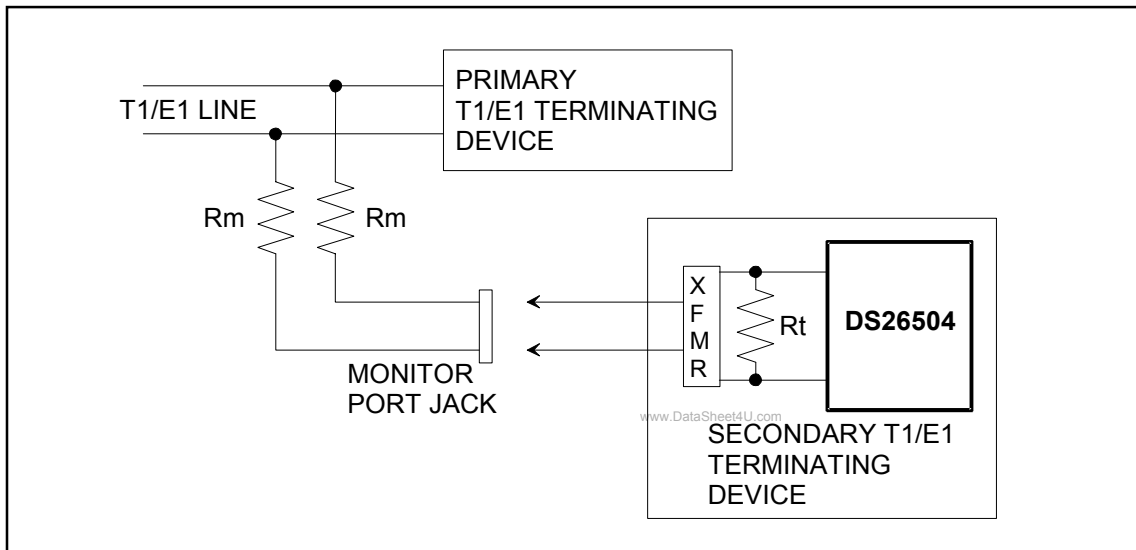 PRIMARY
T1/E1 TERMINATING
DEVICE
T1/E1 LINE
Rm
Rm
X
F
M
R
Rt
DS26504
MONITOR
PORT JACK
www.DataSheet4U.com
SECONDARY T1/E1
TERMINATING
DEVICE